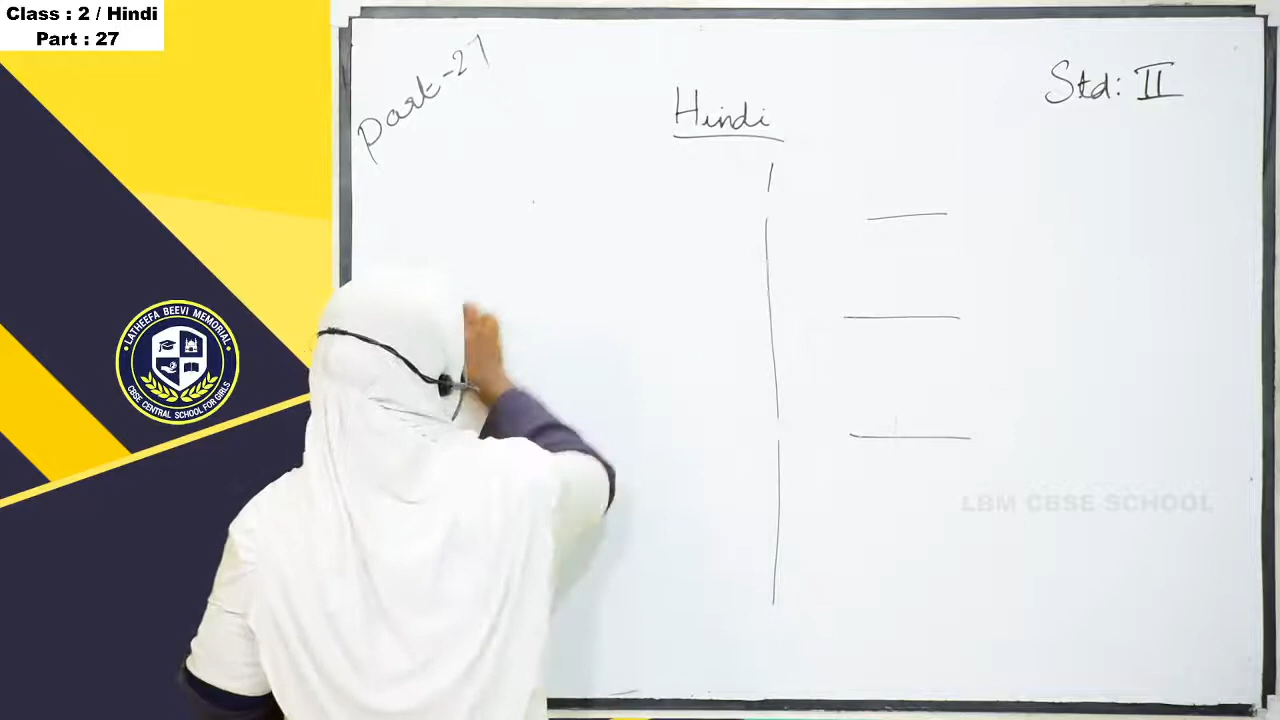 Class : 2 / Hindi
Part : 27
Part-27
Std: II
Hindi
LATHEEFA BEEVI MEMORIAL
CBSE CENTRAL SCHOOL FOR GIRLS
LBM CBSE SCHOOL